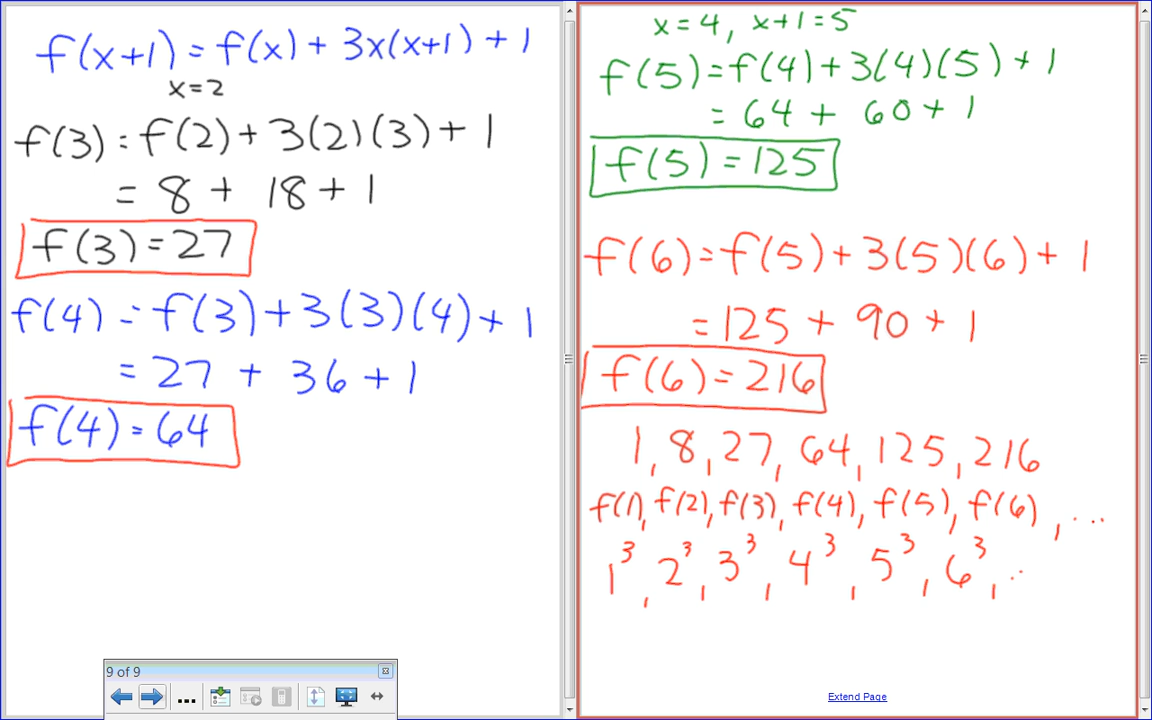 f(x+1) = f(x) + 3x(x+1) + 1
x=2
f(3) = f(2) + 3(2)(3) + 1
= 8 + 18 + 1
f(3) = 27
f(4) = f(3) + 3(3)(4) + 1
= 27 + 36 + 1
f(4) = 64
9 of 9
x=4, x+1=5
f(5) = f(4) + 3(4)(5) + 1
= 64 + 60 + 1
f(5) = 125
f(6) = f(5) + 3(5)(6) + 1
= 125 + 90 + 1
f(6) = 216
1, 8, 27, 64, 125, 216
f(1), f(2), f(3), f(4), f(5), f(6), ...
1³, 2³, 3³, 4³, 5³, 6³, ..
Extend Page